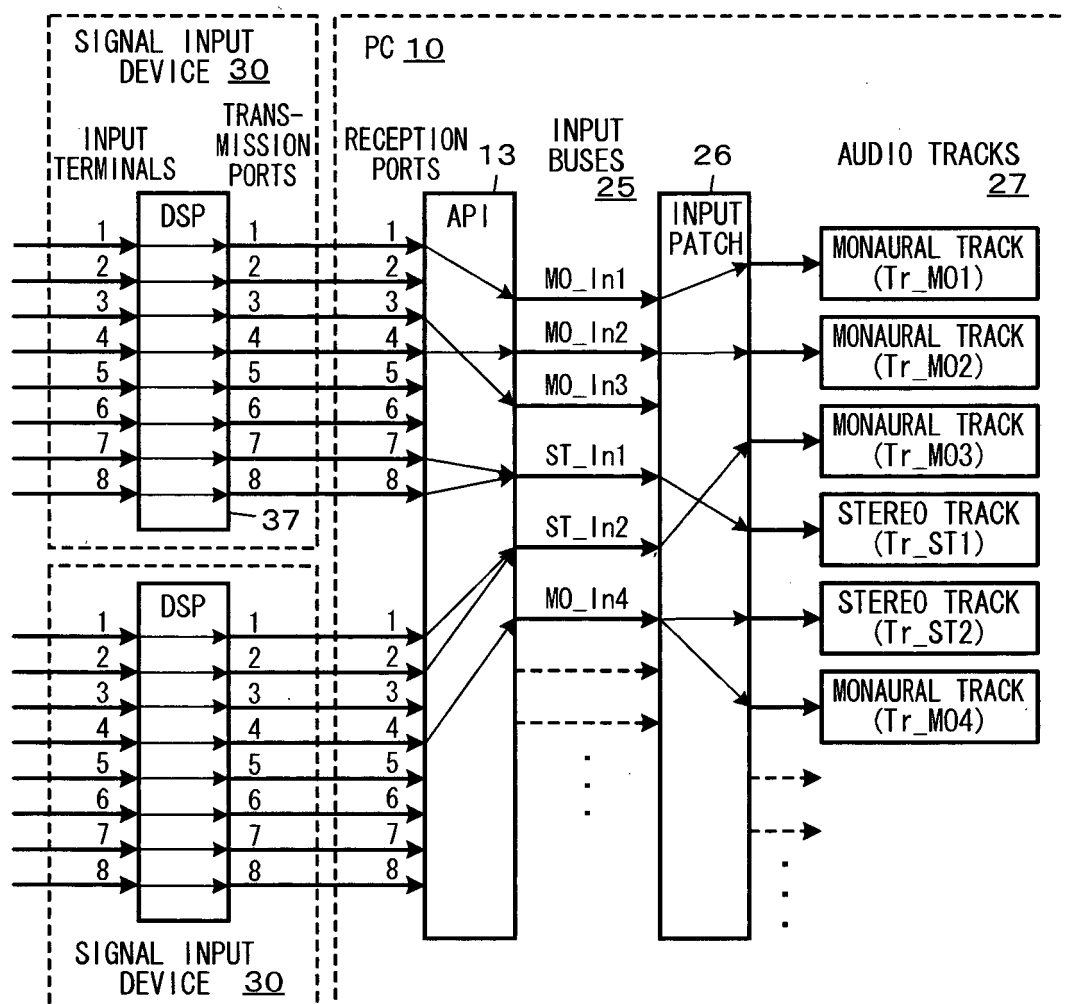 SIGNAL INPUT
DEVICE 30
PC 10
INPUT
TERMINALS
TRANS-
MISSION
PORTS
RECEPTION
PORTS
13
INPUT
BUSES
25
26
AUDIO TRACKS
27
DSP
API
INPUT
PATCH
1 1 1
2 2 2
3 3 3
4 4 4
5 5 5
6 6 6
7 7 7
8 8 8
37
MO_In1
MO_In2
MO_In3
ST_In1
ST_In2
MO_In4
MONAURAL TRACK
(Tr_MO1)
MONAURAL TRACK
(Tr_MO2)
MONAURAL TRACK
(Tr_MO3)
STEREO TRACK
(Tr_ST1)
STEREO TRACK
(Tr_ST2)
MONAURAL TRACK
(Tr_MO4)
DSP
1 1 1
2 2 2
3 3 3
4 4 4
5 5 5
6 6 6
7 7 7
8 8 8
SIGNAL INPUT
DEVICE 30